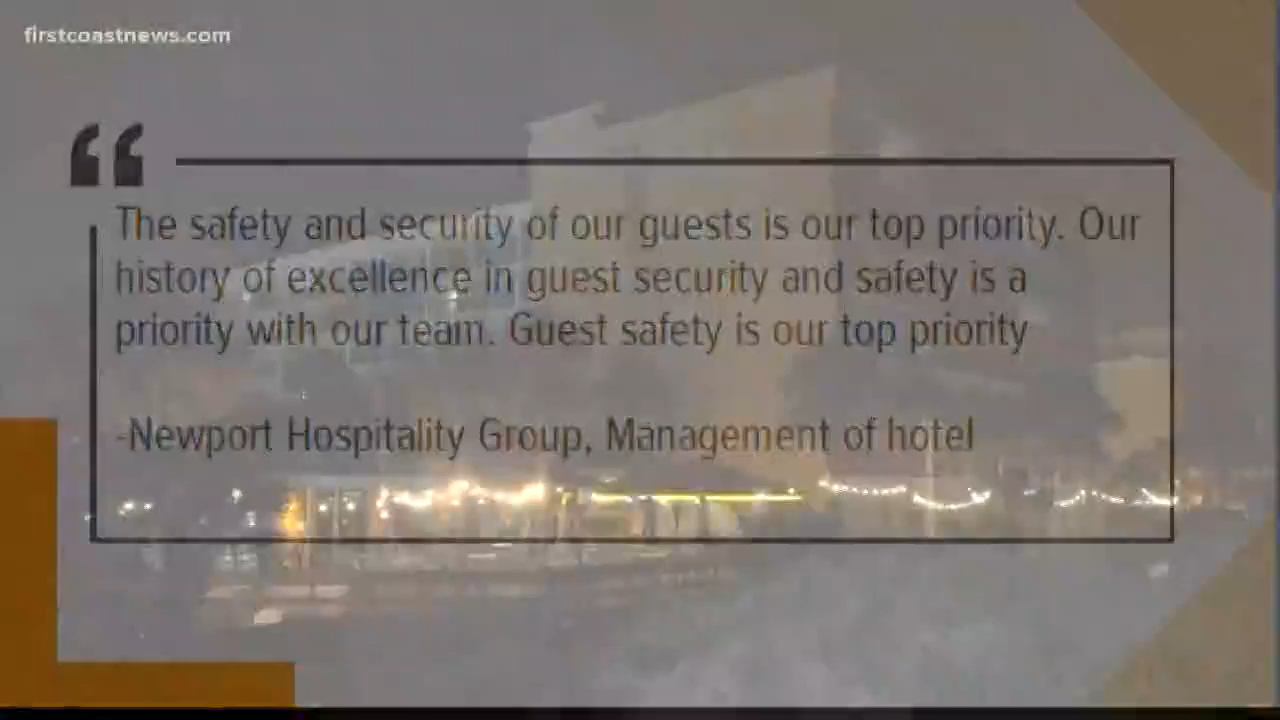 firstcoastnews.com
“
The safety and security of our guests is our top priority. Our
history of excellence in guest security and safety is a
priority with our team. Guest safety is our top priority
-Newport Hospitality Group, Management of hotel